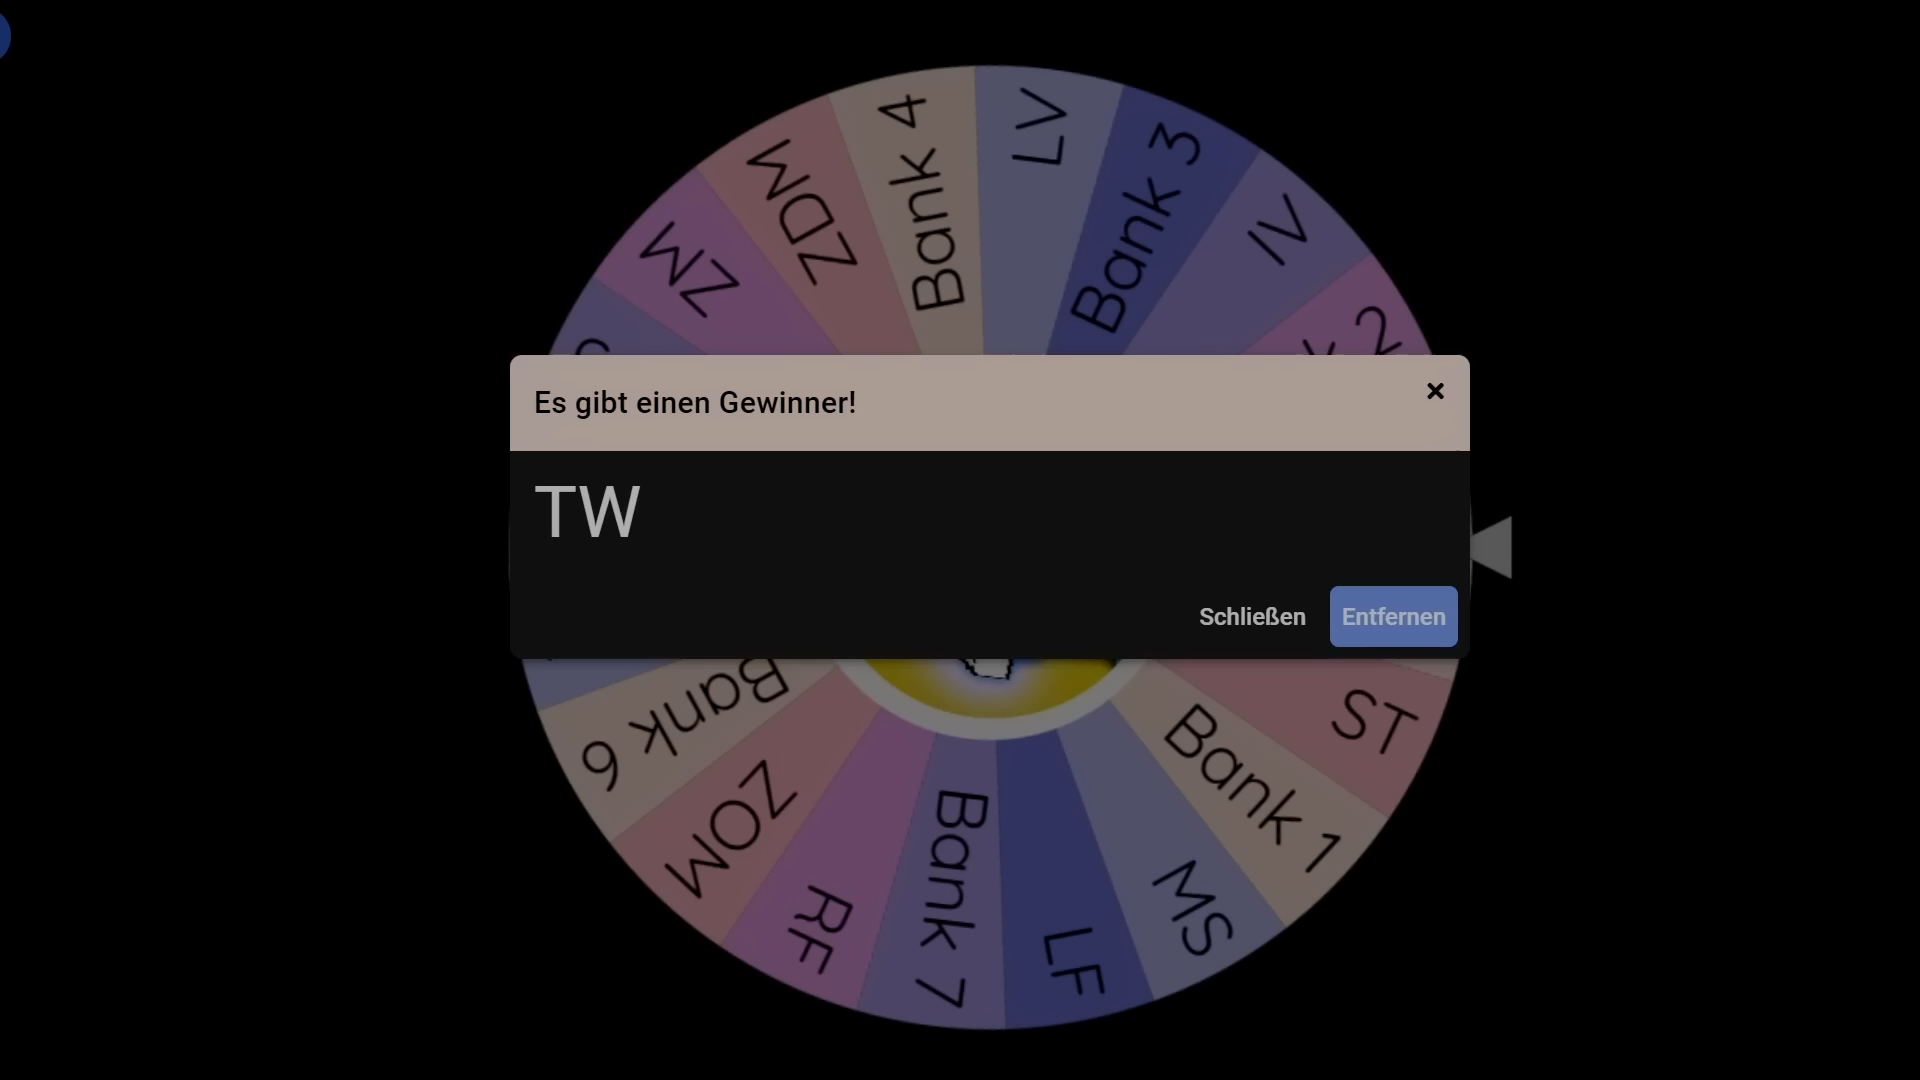 Bank 4
LV
Bank 3
IV
ZDM
ZM
2
Es gibt einen Gewinner!
TW
Schließen
Entfernen
ST
Bank 1
MS
LF
Bank 7
RF
ZOM
Bank 6